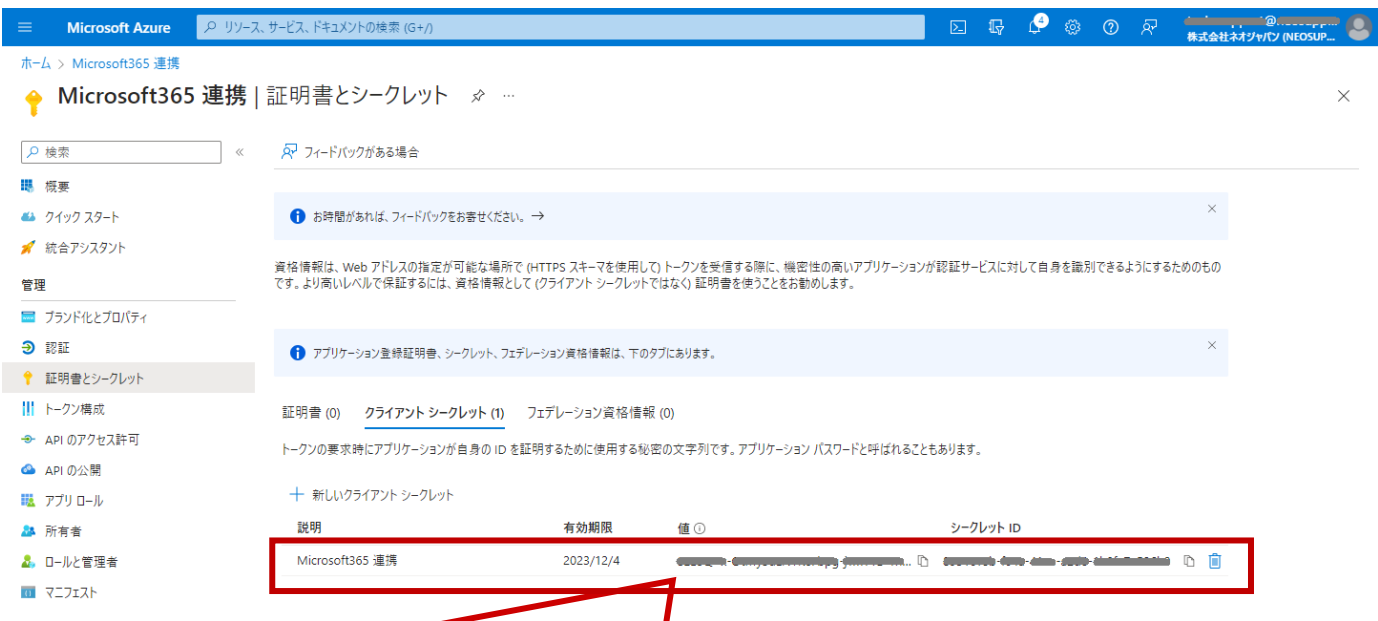 Microsoft Azure
リソース、サービス、ドキュメントの検索 (G+/)
4
@
株式会社ネオジャパン (NEOSUP...
ホーム > Microsoft365 連携
Microsoft365 連携 | 証明書とシークレット
検索
フィードバックがある場合
概要
クイック スタート
統合アシスタント
管理
ブランド化とプロパティ
認証
証明書とシークレット
トークン構成
API のアクセス許可
API の公開
アプリ ロール
所有者
ロールと管理者
マニフェスト
お時間があれば、フィードバックをお寄せください。 →
資格情報は、Web アドレスの指定が可能な場所で (HTTPS スキーマを使用して) トークンを受信する際に、機密性の高いアプリケーションが認証サービスに対して自身を識別できるようにするためのもの
です。より高いレベルで保証するには、資格情報として (クライアント シークレットではなく) 証明書を使うことをお勧めします。
アプリケーション登録証明書、シークレット、フェデレーション資格情報は、下のタブにあります。
証明書 (0) クライアント シークレット (1) フェデレーション資格情報 (0)
トークンの要求時にアプリケーションが自身の ID を証明するために使用する秘密の文字列です。アプリケーション パスワードと呼ばれることもあります。
新しいクライアント シークレット
説明 有効期限 値 シークレット ID
Microsoft365 連携 2023/12/4